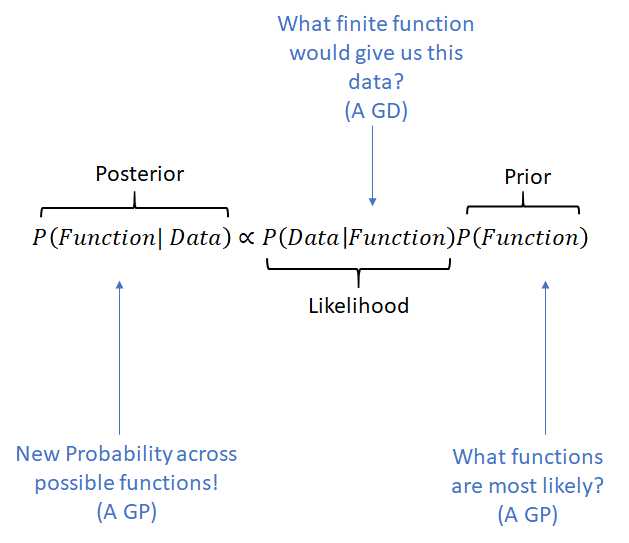 What finite function
would give us this
data?
(A GD)
Posterior
Prior
P(Function| Data) ∝ P(Data|Function)P(Function)
Likelihood
New Probability across
possible functions!
(A GP)
What functions
are most likely?
(A GP)